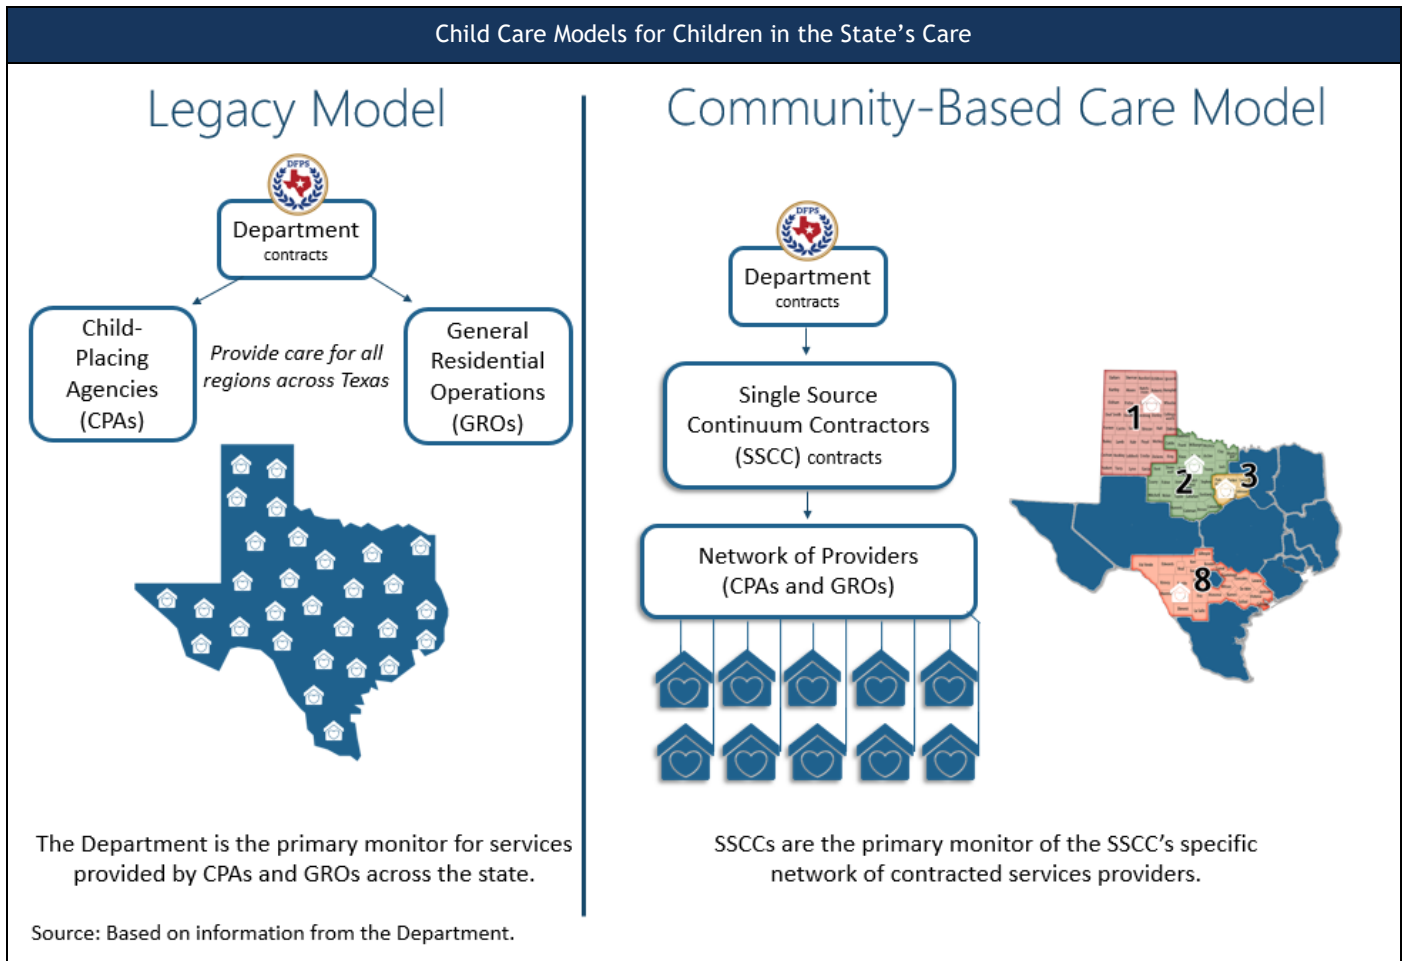 Child Care Models for Children in the State’s Care
Legacy Model
DFPS
Department
contracts
Child-
Placing
Agencies
(CPAs)
Provide care for all
regions across Texas
General
Residential
Operations
(GROs)
The Department is the primary monitor for services
provided by CPAs and GROs across the state.
Community-Based Care Model
DFPS
Department
contracts
Single Source
Continuum Contractors
(SSCC) contracts
Network of Providers
(CPAs and GROs)
1
2
3
8
SSCCs are the primary monitor of the SSCC’s specific
network of contracted services providers.
Source: Based on information from the Department.